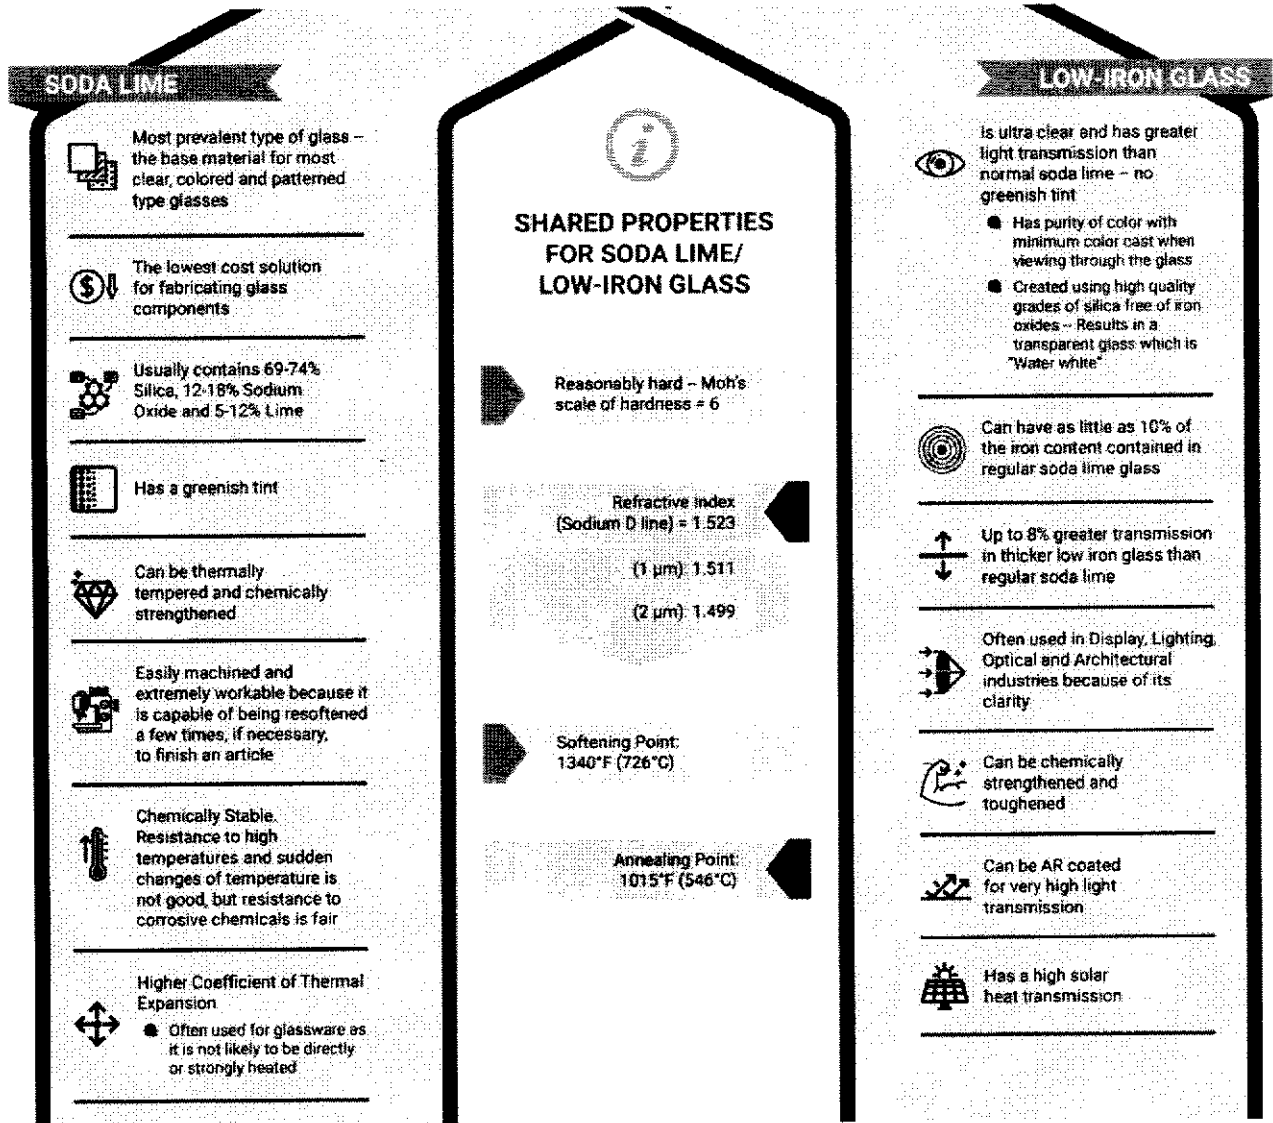 SODA LIME
Most prevalent type of glass –
the base material for most
clear, colored and patterned
type glasses
The lowest cost solution
for fabricating glass
components
Usually contains 69-74%
Silica, 12-18% Sodium
Oxide and 5-12% Lime
Has a greenish tint
Can be thermally
tempered and chemically
strengthened
Easily machined and
extremely workable because it
is capable of being resoftened
a few times, if necessary,
to finish an article
Chemically Stable.
Resistance to high
temperatures and sudden
changes of temperature is
not good, but resistance to
corrosive chemicals is fair
Higher Coefficient of Thermal
Expansion
Often used for glassware as
it is not likely to be directly
or strongly heated
i
SHARED PROPERTIES
FOR SODA LIME/
LOW-IRON GLASS
Reasonably hard – Moh's
scale of hardness = 6
Refractive Index
(Sodium D line) = 1.523
(1 µm): 1.511
(2 µm): 1.499
Softening Point:
1340°F (726°C)
Annealing Point:
1015°F (546°C)
LOW-IRON GLASS
Is ultra clear and has greater
light transmission than
normal soda lime – no
greenish tint
Has purity of color with
minimum color cast when
viewing through the glass
Created using high quality
grades of silica free of iron
oxides – Results in a
transparent glass which is
"Water white"
Can have as little as 10% of
the iron content contained in
regular soda lime glass
Up to 8% greater transmission
in thicker low iron glass than
regular soda lime
Often used in Display, Lighting,
Optical and Architectural
industries because of its
clarity
Can be chemically
strengthened and
toughened
Can be AR coated
for very high light
transmission
Has a high solar
heat transmission